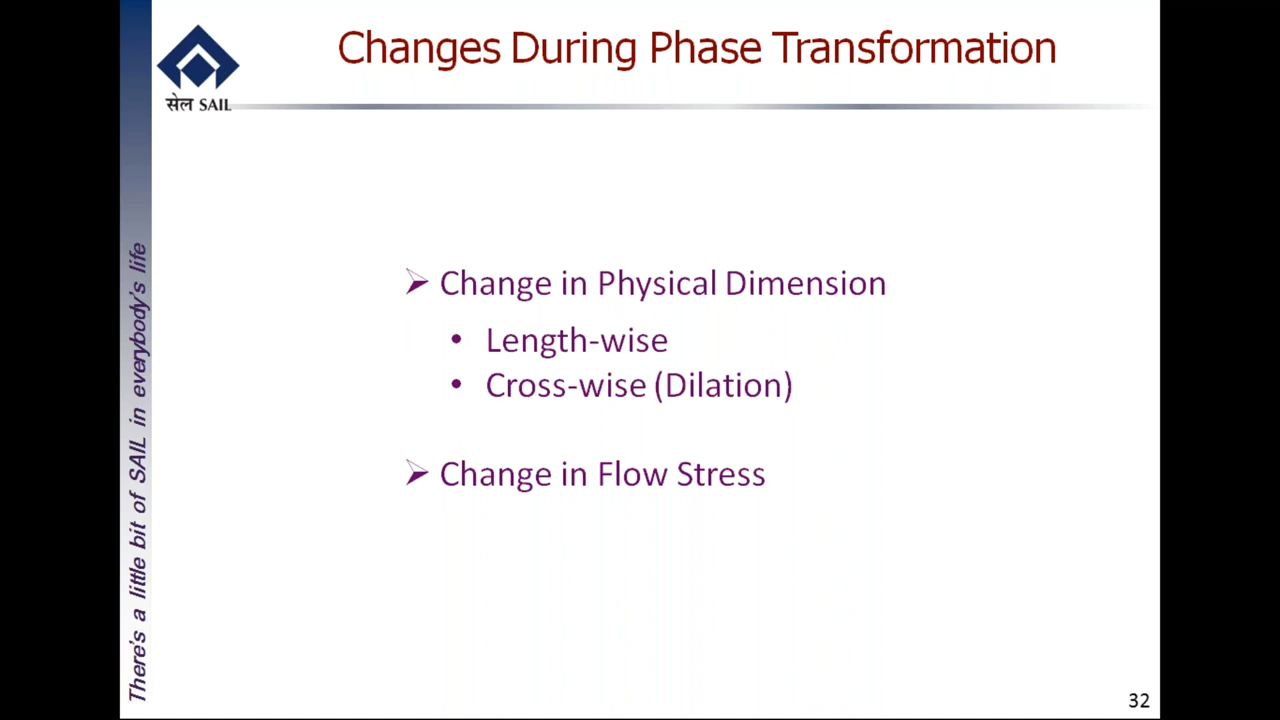 Changes During Phase Transformation
सेल SAIL
➢ Change in Physical Dimension
• Length-wise
• Cross-wise (Dilation)
➢ Change in Flow Stress
There's a little bit of SAIL in everybody's life
32